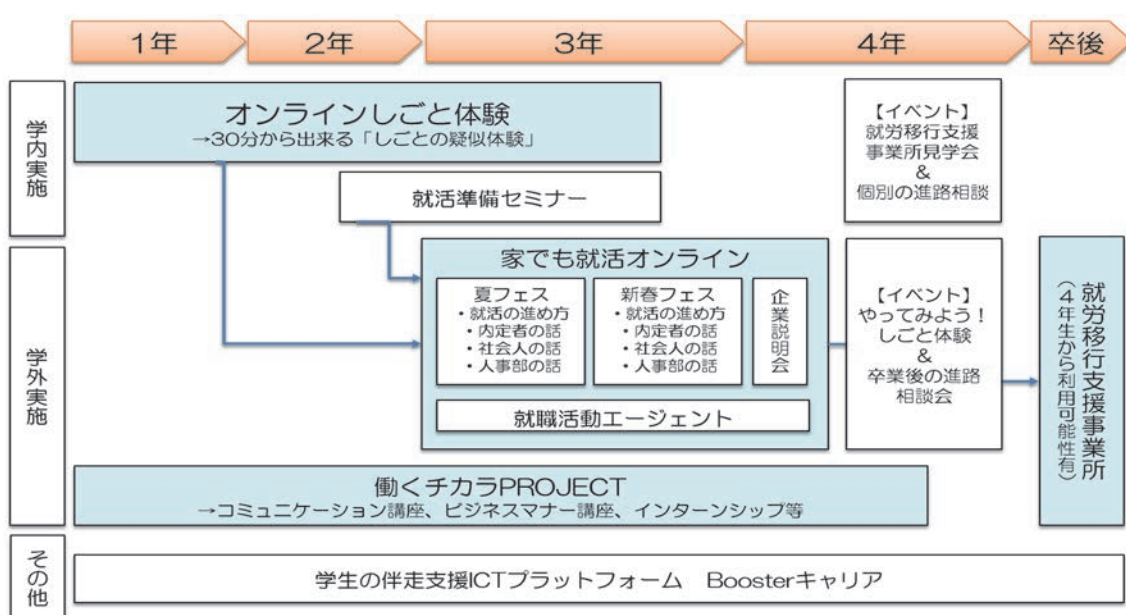 1年
2年
3年
4年
卒後
学内実施
オンラインしごと体験
→30分から出来る「しごとの疑似体験」
就活準備セミナー
【イベント】
就労移行支援
事業所見学会
&
個別の進路相談
学外実施
家でも就活オンライン
夏フェス
・就活の進め方
・内定者の話
・社会人の話
・人事部の話
新春フェス
・就活の進め方
・内定者の話
・社会人の話
・人事部の話
企業説明会
就職活動エージェント
【イベント】
やってみよう!
しごと体験
&
卒業後の進路
相談会
就労移行支援事業所
(4年生から利用可能性有)
働くチカラPROJECT
→コミュニケーション講座、ビジネスマナー講座、インターンシップ等
その他
学生の伴走支援ICTプラットフォーム Boosterキャリア